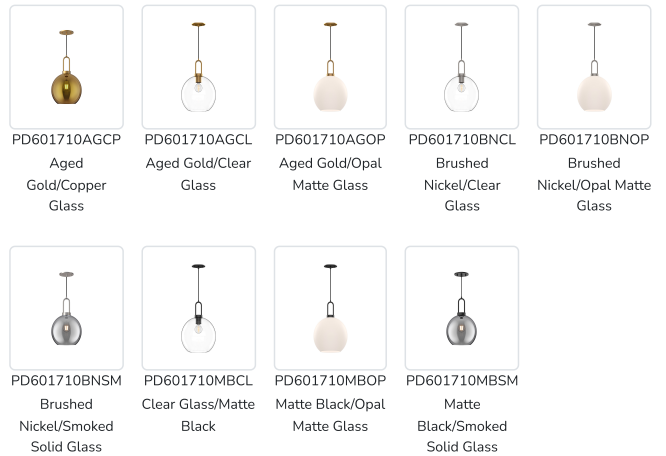 PD601710AGCP
Aged
Gold/Copper
Glass
PD601710AGCL
Aged Gold/Clear
Glass
PD601710AGOP
Aged Gold/Opal
Matte Glass
PD601710BNCL
Brushed
Nickel/Clear
Glass
PD601710BNOP
Brushed
Nickel/Opal Matte
Glass
PD601710BNSM
Brushed
Nickel/Smoked
Solid Glass
PD601710MBCL
Clear Glass/Matte
Black
PD601710MBOP
Matte Black/Opal
Matte Glass
PD601710MBSM
Matte
Black/Smoked
Solid Glass